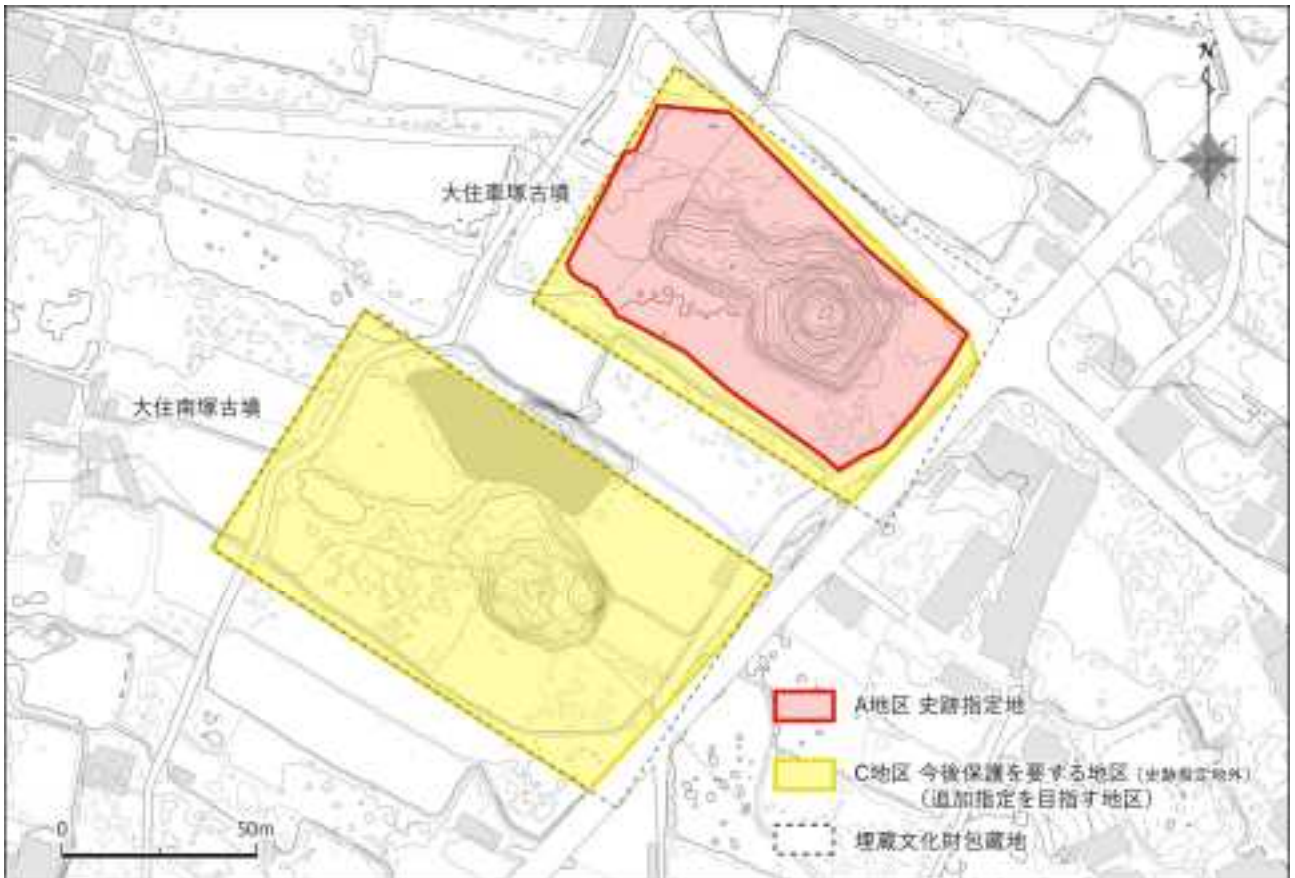 N
大住車塚古墳
大住南塚古墳
A地区 史跡指定地
C地区 今後保護を要する地区（史跡指定地外）
（追加指定を目指す地区）
埋蔵文化財包蔵地
0 50m